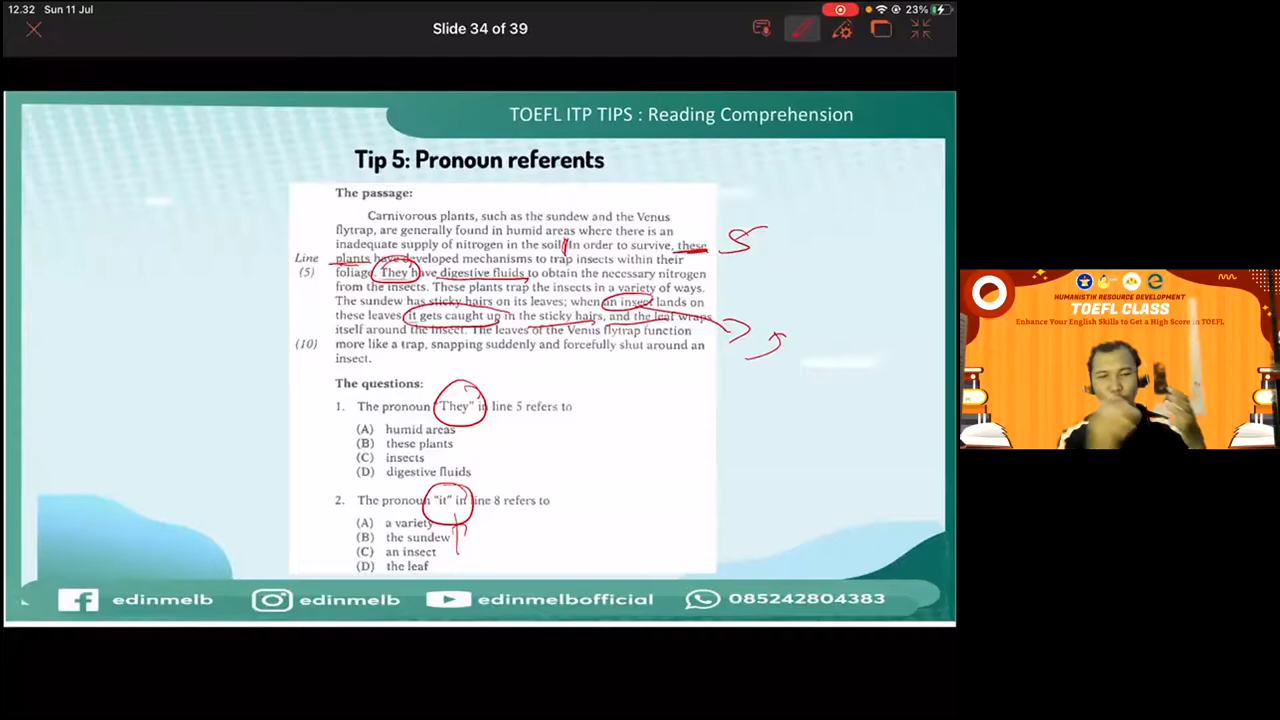 12.32 Sun 11 Jul
23%
Slide 34 of 39
TOEFL ITP TIPS : Reading Comprehension
Tip 5: Pronoun referents
The passage:
Carnivorous plants, such as the sundew and the Venus
flytrap, are generally found in humid areas where there is an
inadequate supply of nitrogen in the soil. In order to survive, these
Line plants have developed mechanisms to trap insects within their
(5) foliage. They have digestive fluids to obtain the necessary nitrogen
from the insects. These plants trap the insects in a variety of ways.
The sundew has sticky hairs on its leaves; when an insect lands on
these leaves it gets caught up in the sticky hairs, and the leaf wraps
itself around the insect. The leaves of the Venus flytrap function
(10) more like a trap, snapping suddenly and forcefully shut around an
insect.
The questions:
1. The pronoun "They" in line 5 refers to
(A) humid areas
(B) these plants
(C) insects
(D) digestive fluids
2. The pronoun "it" in line 8 refers to
(A) a variety
(B) the sundew
(C) an insect
(D) the leaf
edinmelb
edinmelb
edinmelbofficial
085242804383
HUMANISTIK RESOURCE DEVELOPMENT
TOEFL CLASS
Enhance Your English Skills to Get a High Score in TOEFL